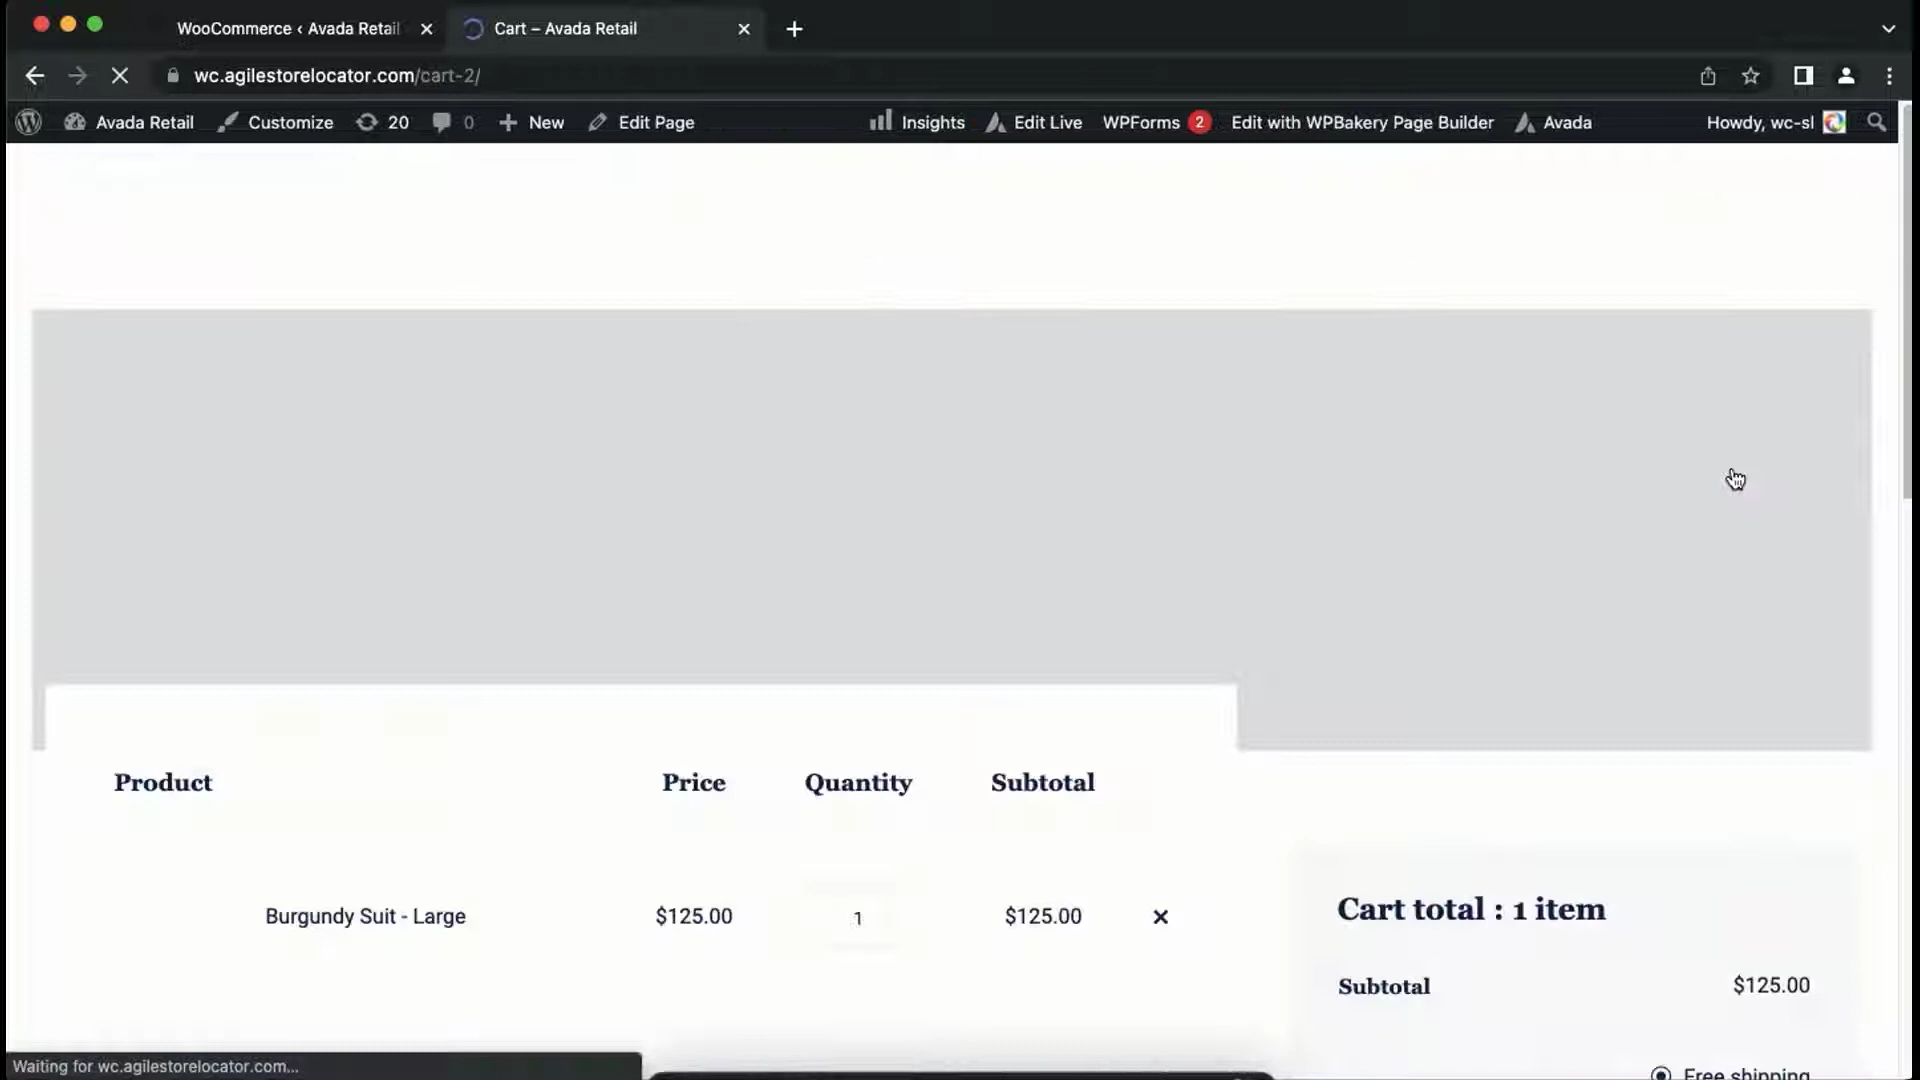 WooCommerce ‹ Avada Retail
Cart – Avada Retail
wc.agilestorelocator.com/cart-2/
Avada Retail Customize 20 0 New Edit Page Insights Edit Live WPForms 2 Edit with WPBakery Page Builder Avada Howdy, wc-sl
Product Price Quantity Subtotal
Burgundy Suit - Large $125.00 1 $125.00
Cart total : 1 item
Subtotal $125.00
Free shipping
Waiting for wc.agilestorelocator.com...